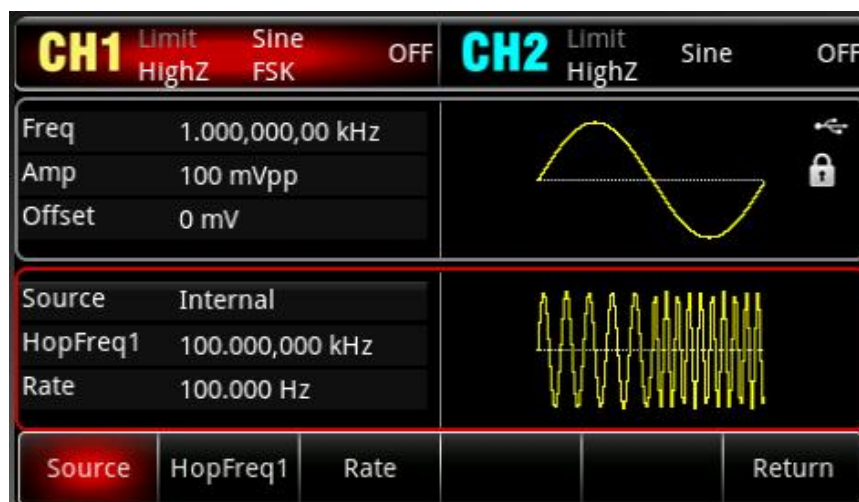 CH1 Limit Sine OFF CH2 Limit Sine OFF
HighZ FSK HighZ
Freq 1.000,000,00 kHz
Amp 100 mVpp
Offset 0 mV
Source Internal
HopFreq1 100.000,000 kHz
Rate 100.000 Hz
Source HopFreq1 Rate Return